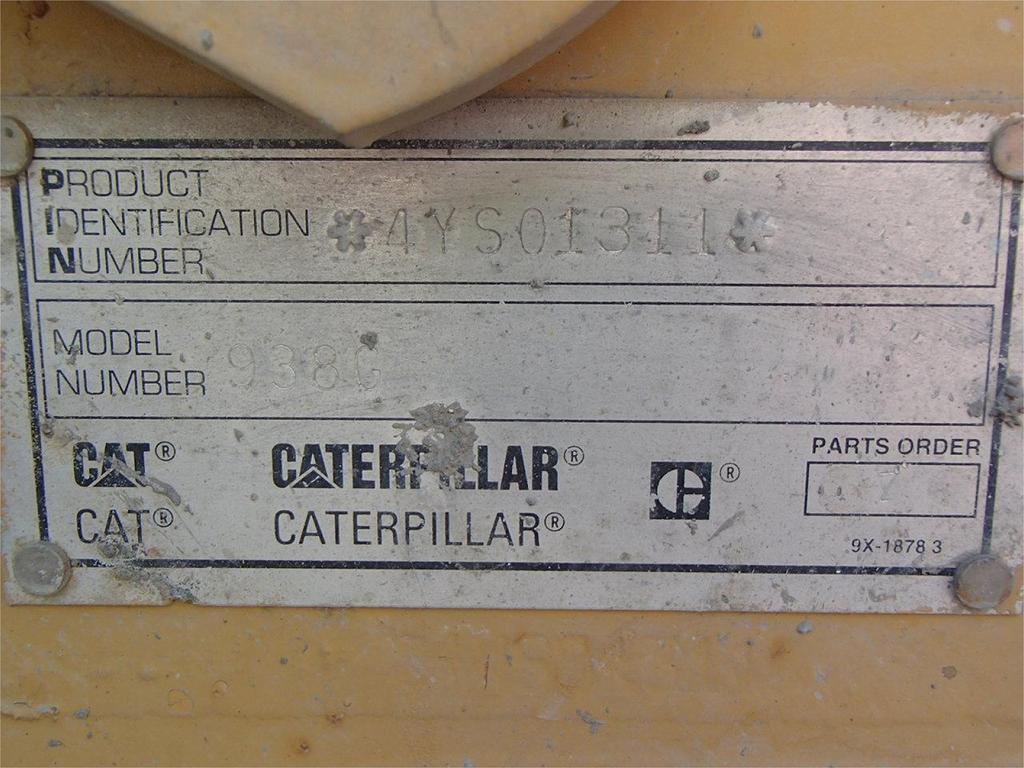 PRODUCT
IDENTIFICATION *4YS01311*
NUMBER
MODEL
NUMBER 938G
CAT® CATERPILLAR® ®
CAT® CATERPILLAR®
PARTS ORDER
9X-1878 3